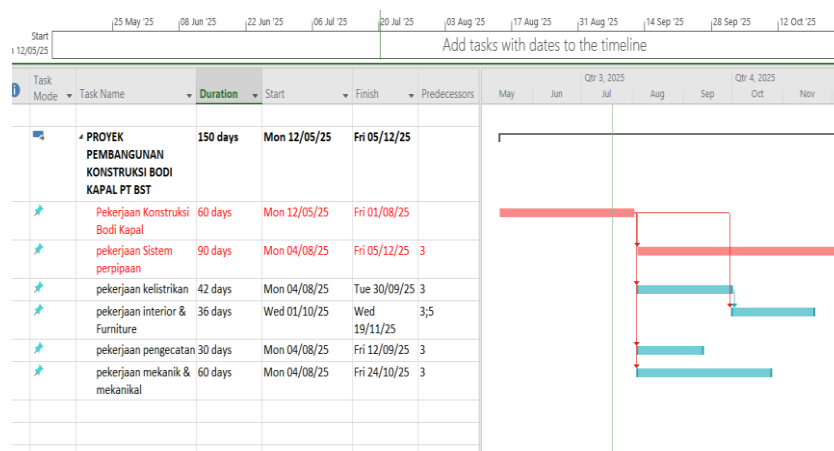 25 May '25 08 Jun '25 22 Jun '25 06 Jul '25 20 Jul '25 03 Aug '25 17 Aug '25 31 Aug '25 14 Sep '25 28 Sep '25 12 Oct '25
Start
12/05/25
Add tasks with dates to the timeline
Qtr 3, 2025 Qtr 4, 2025
Task Mode Task Name Duration Start Finish Predecessors May Jun Jul Aug Sep Oct Nov
PROYEK PEMBANGUNAN KONSTRUKSI BODI KAPAL PT BST 150 days Mon 12/05/25 Fri 05/12/25
Pekerjaan Konstruksi Bodi Kapal 60 days Mon 12/05/25 Fri 01/08/25
pekerjaan Sistem perpipaan 90 days Mon 04/08/25 Fri 05/12/25 3
pekerjaan kelistrikan 42 days Mon 04/08/25 Tue 30/09/25 3
pekerjaan interior & Furniture 36 days Wed 01/10/25 Wed 19/11/25 3;5
pekerjaan pengecatan 30 days Mon 04/08/25 Fri 12/09/25 3
pekerjaan mekanik & mekanikal 60 days Mon 04/08/25 Fri 24/10/25 3